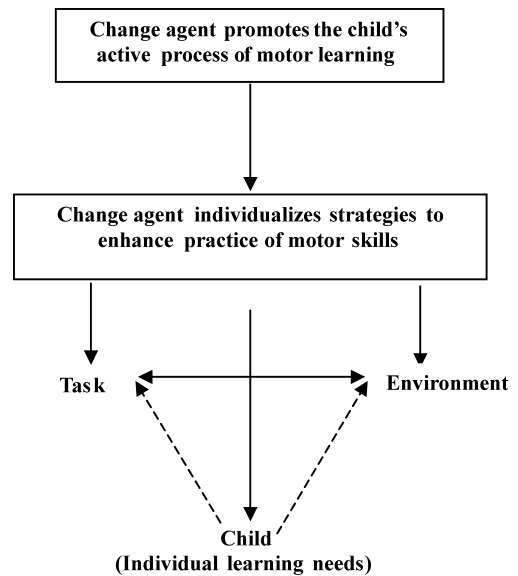 Change agent promotes the child's
active process of motor learning
Change agent individualizes strategies to
enhance practice of motor skills
Task
Environment
Child
(Individual learning needs)